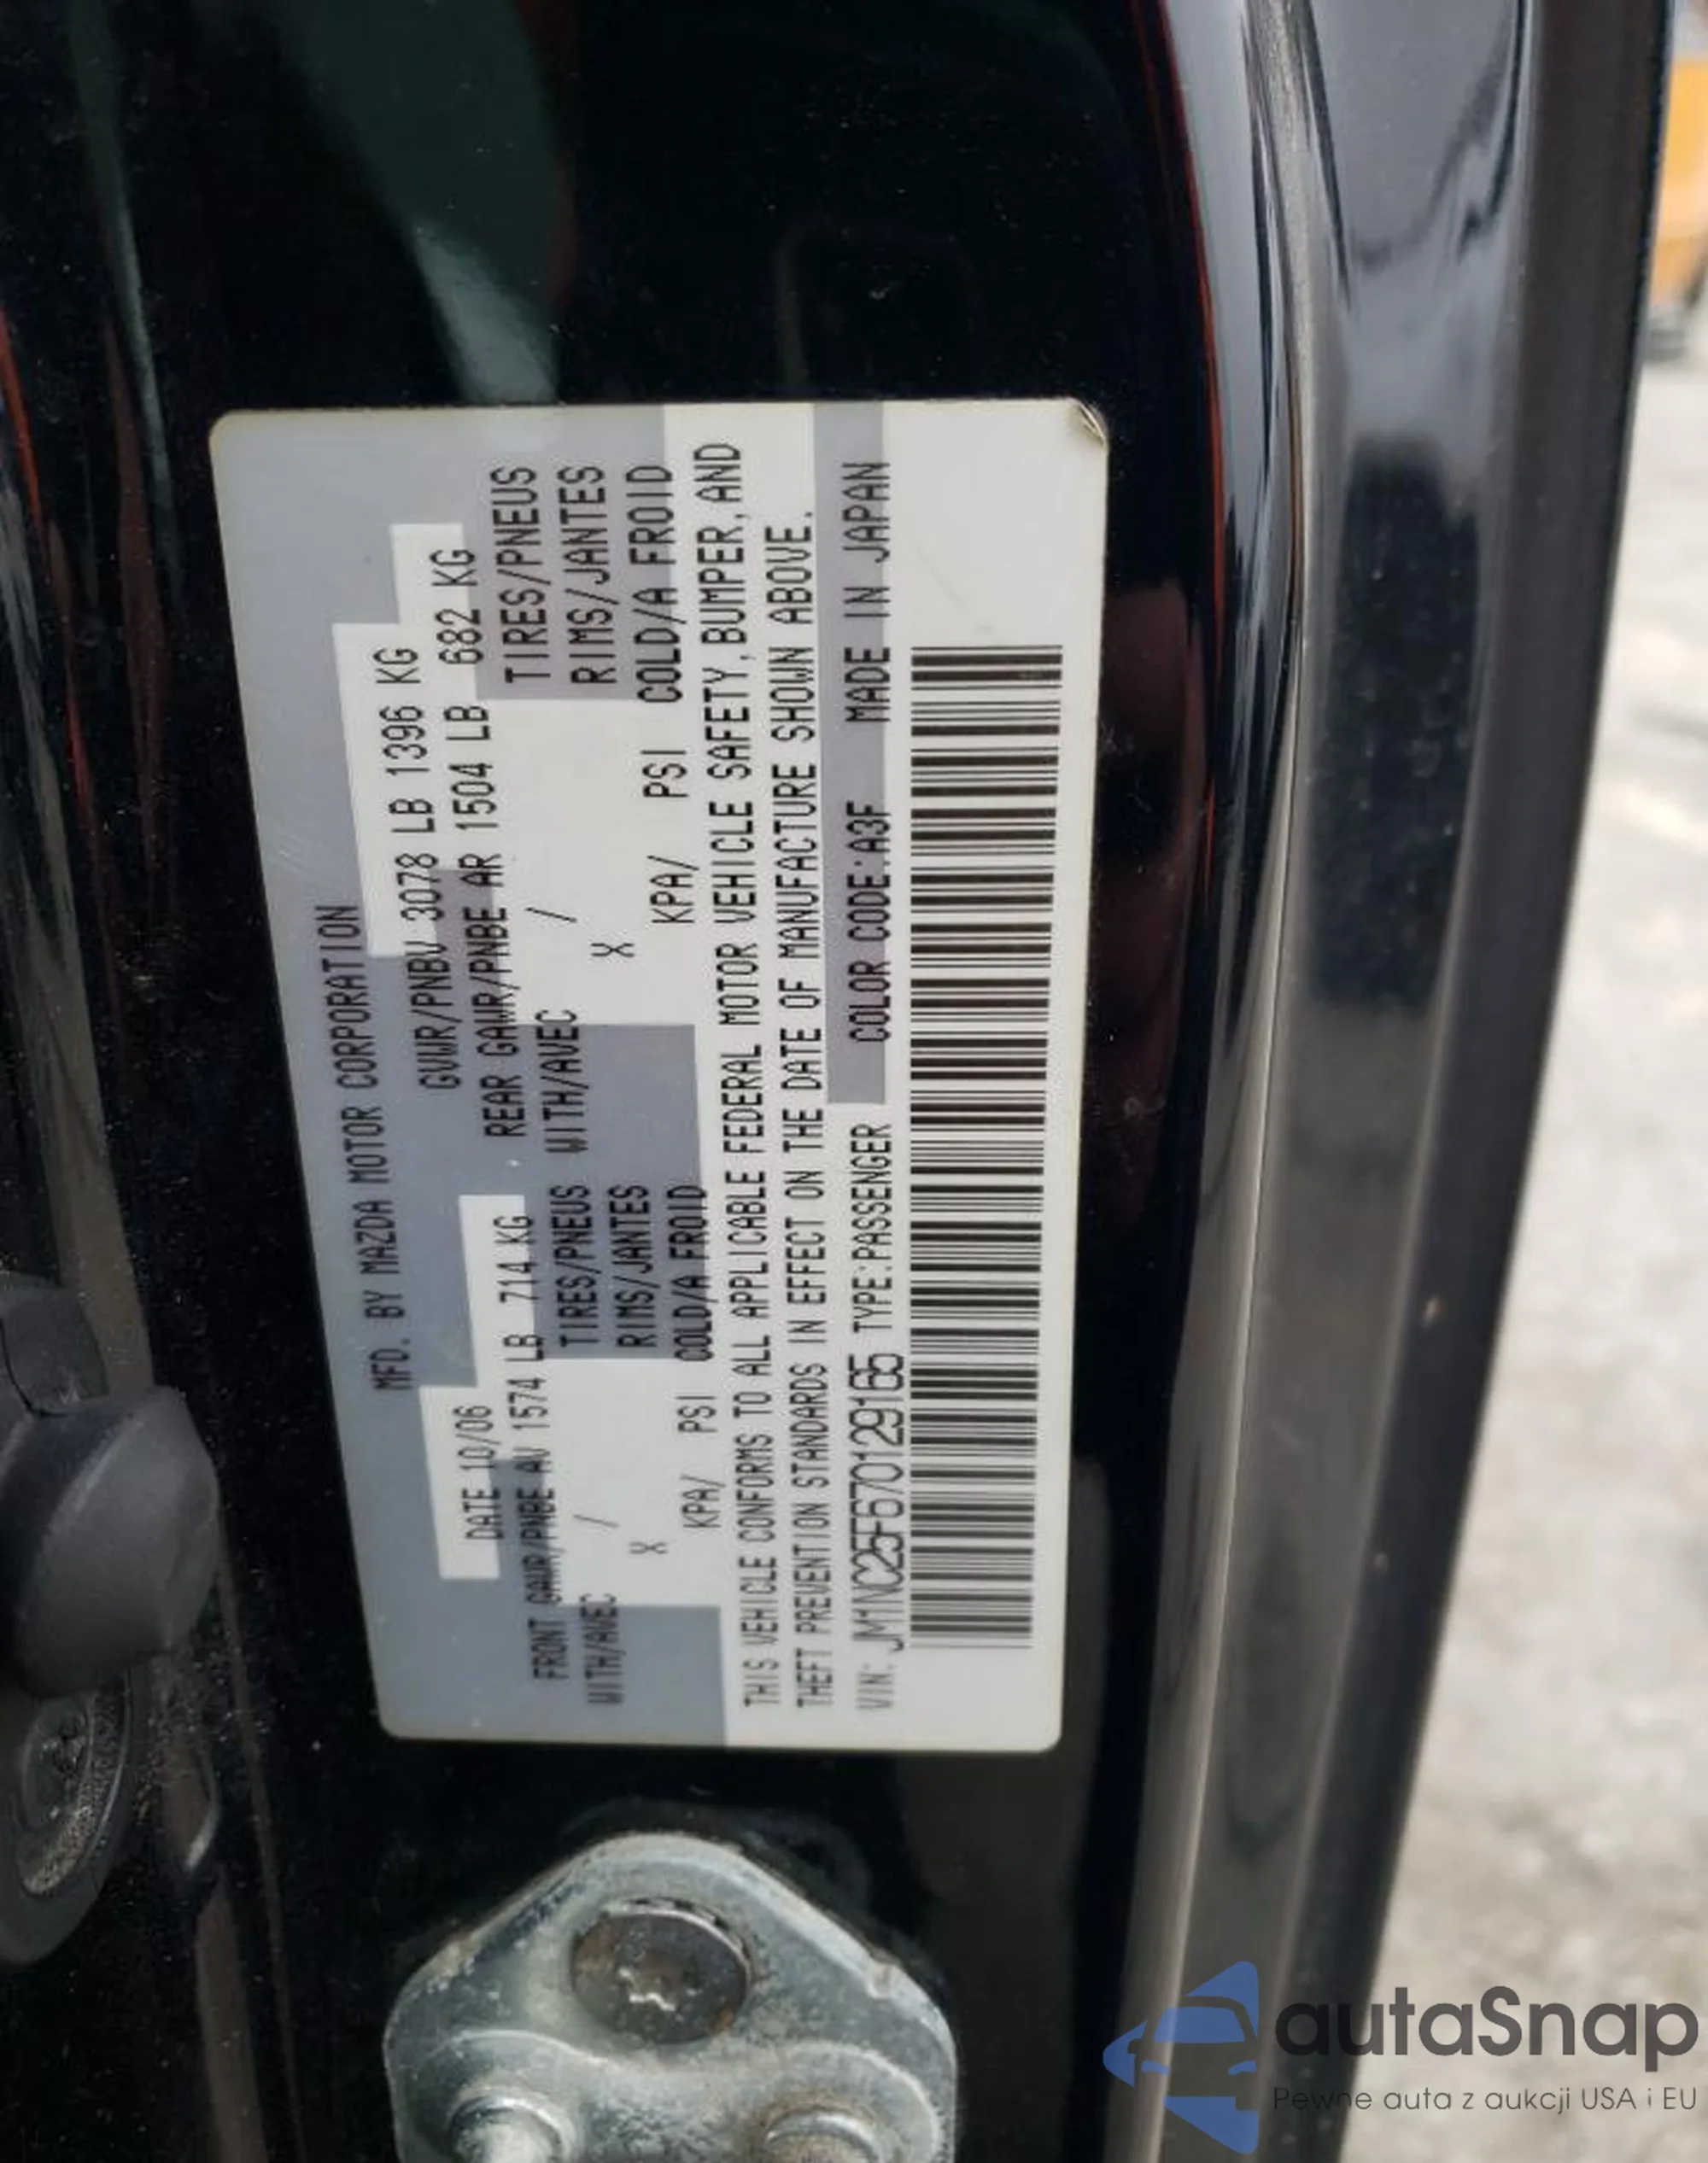 MFD. BY MAZDA MOTOR CORPORATION
DATE 10/06 GVWR/PNBV 3078 LB 1396 KG
FRONT GAWR/PNBE AV 1574 LB 714 KG REAR GAWR/PNBE AR 1504 LB 682 KG
WITH/AVEC / TIRES/PNEUS WITH/AVEC / TIRES/PNEUS
X RIMS/JANTES X RIMS/JANTES
KPA/ PSI COLD/A FROID KPA/ PSI COLD/A FROID
THIS VEHICLE CONFORMS TO ALL APPLICABLE FEDERAL MOTOR VEHICLE SAFETY, BUMPER, AND
THEFT PREVENTION STANDARDS IN EFFECT ON THE DATE OF MANUFACTURE SHOWN ABOVE.
VIN: JM1NC25F670129165 TYPE:PASSENGER COLOR CODE:A3F MADE IN JAPAN
autaSnap
Pewne auta z aukcji USA i EU